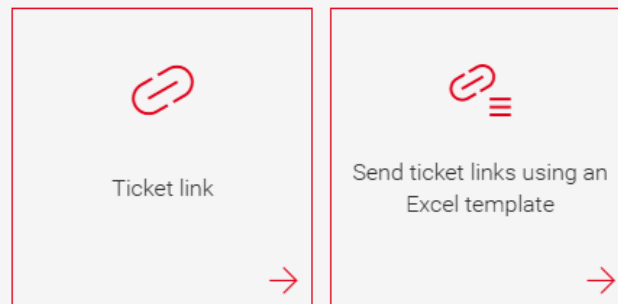 Ticket link
Send ticket links using an
Excel template